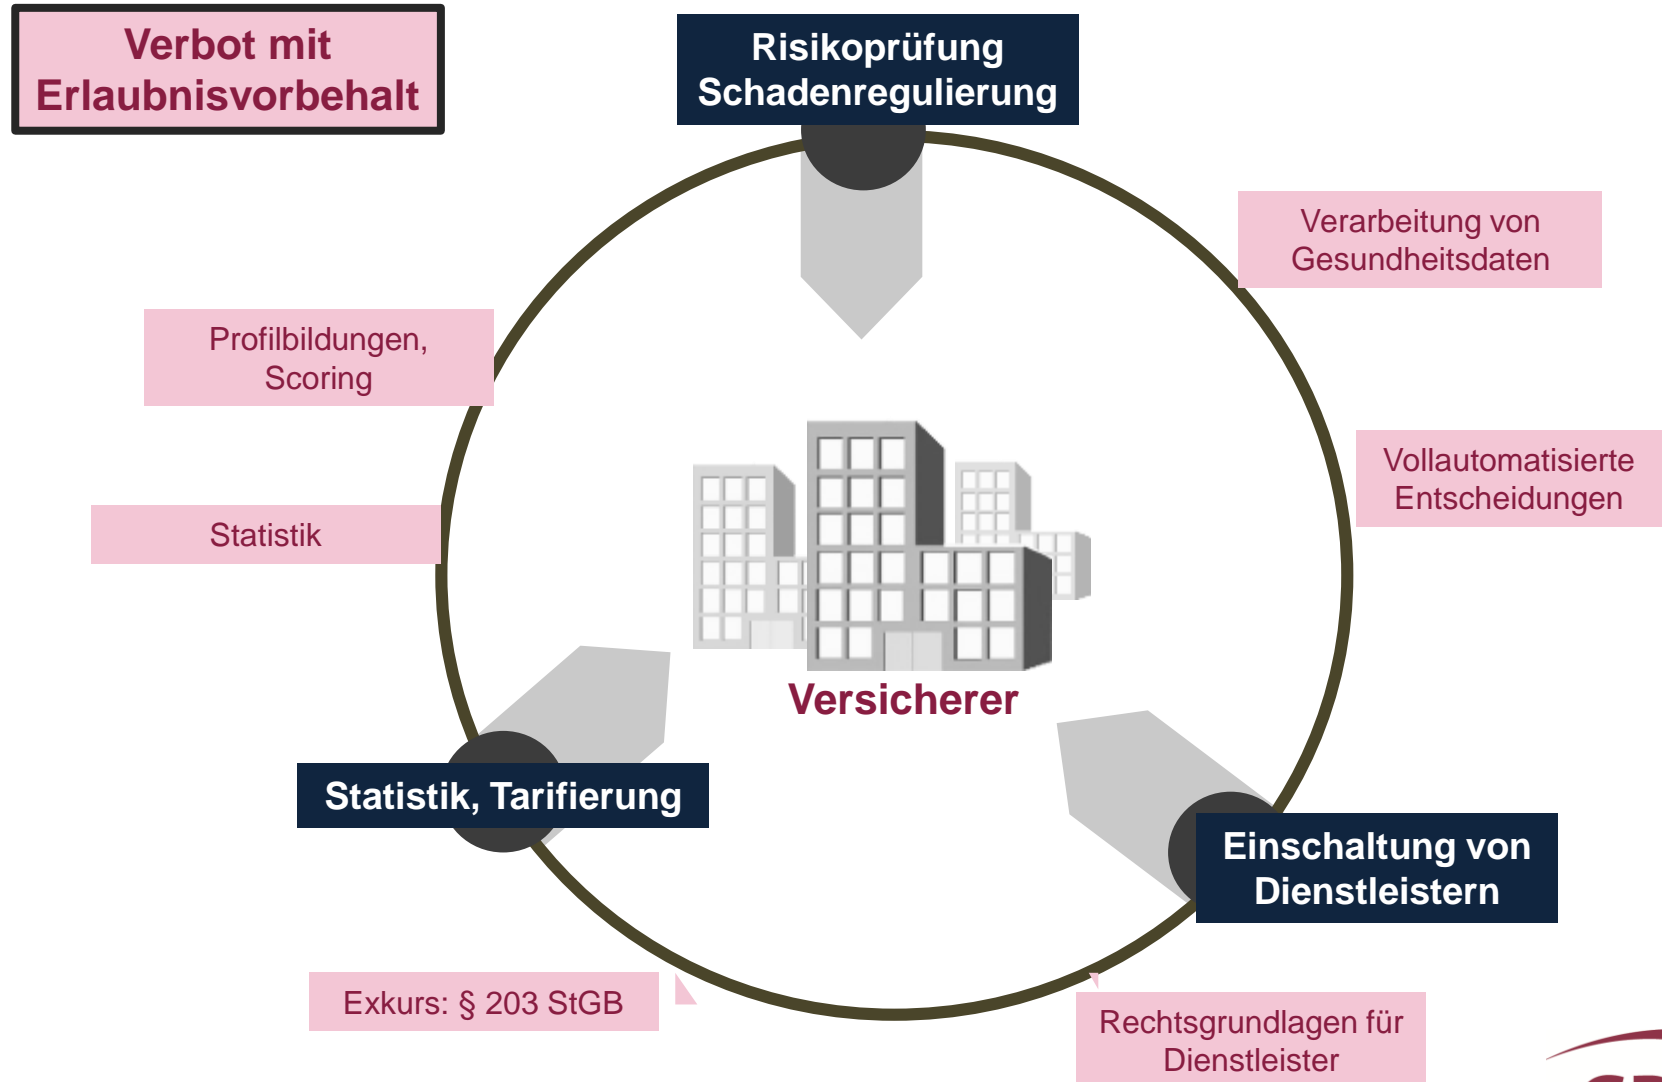 Verbot mit
Erlaubnisvorbehalt
Risikoprüfung
Schadenregulierung
Verarbeitung von
Gesundheitsdaten
Profilbildungen,
Scoring
Vollautomatisierte
Entscheidungen
Statistik
Versicherer
Statistik, Tarifierung
Einschaltung von
Dienstleistern
Exkurs: § 203 StGB
Rechtsgrundlagen für
Dienstleister